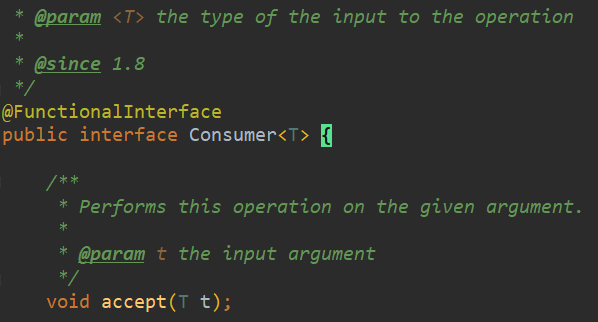 * @param <T> the type of the input to the operation
*
* @since 1.8
*/
@FunctionalInterface
public interface Consumer<T> {
/**
* Performs this operation on the given argument.
*
* @param t the input argument
*/
void accept(T t);